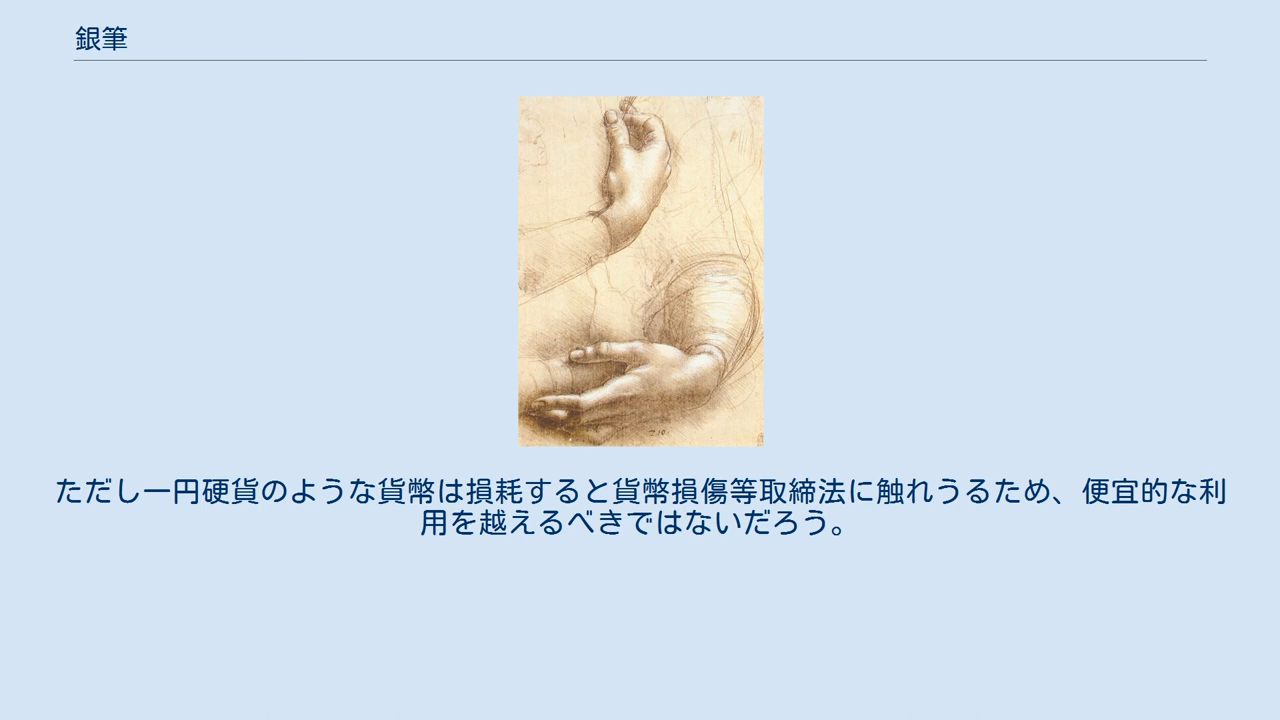 銀筆
ただし一円硬貨のような貨幣は損耗すると貨幣損傷等取締法に触れうるため、便宜的な利
用を越えるべきではないだろう。